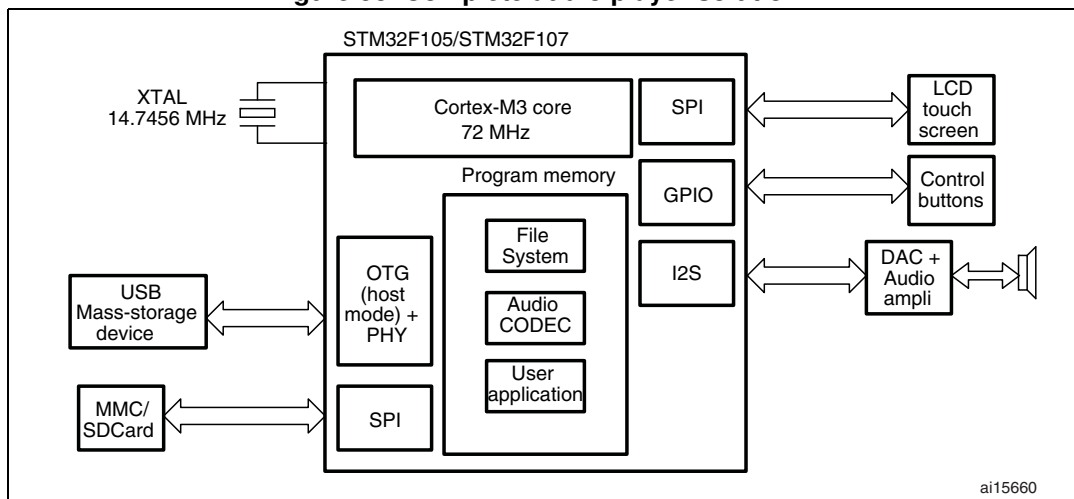 STM32F105/STM32F107
XTAL
14.7456 MHz
Cortex-M3 core
72 MHz
SPI
LCD
touch
screen
Program memory
GPIO
Control
buttons
File
System
OTG
(host
mode) +
PHY
I2S
DAC +
Audio
ampli
USB
Mass-storage
device
Audio
CODEC
User
application
MMC/
SDCard
SPI
ai15660